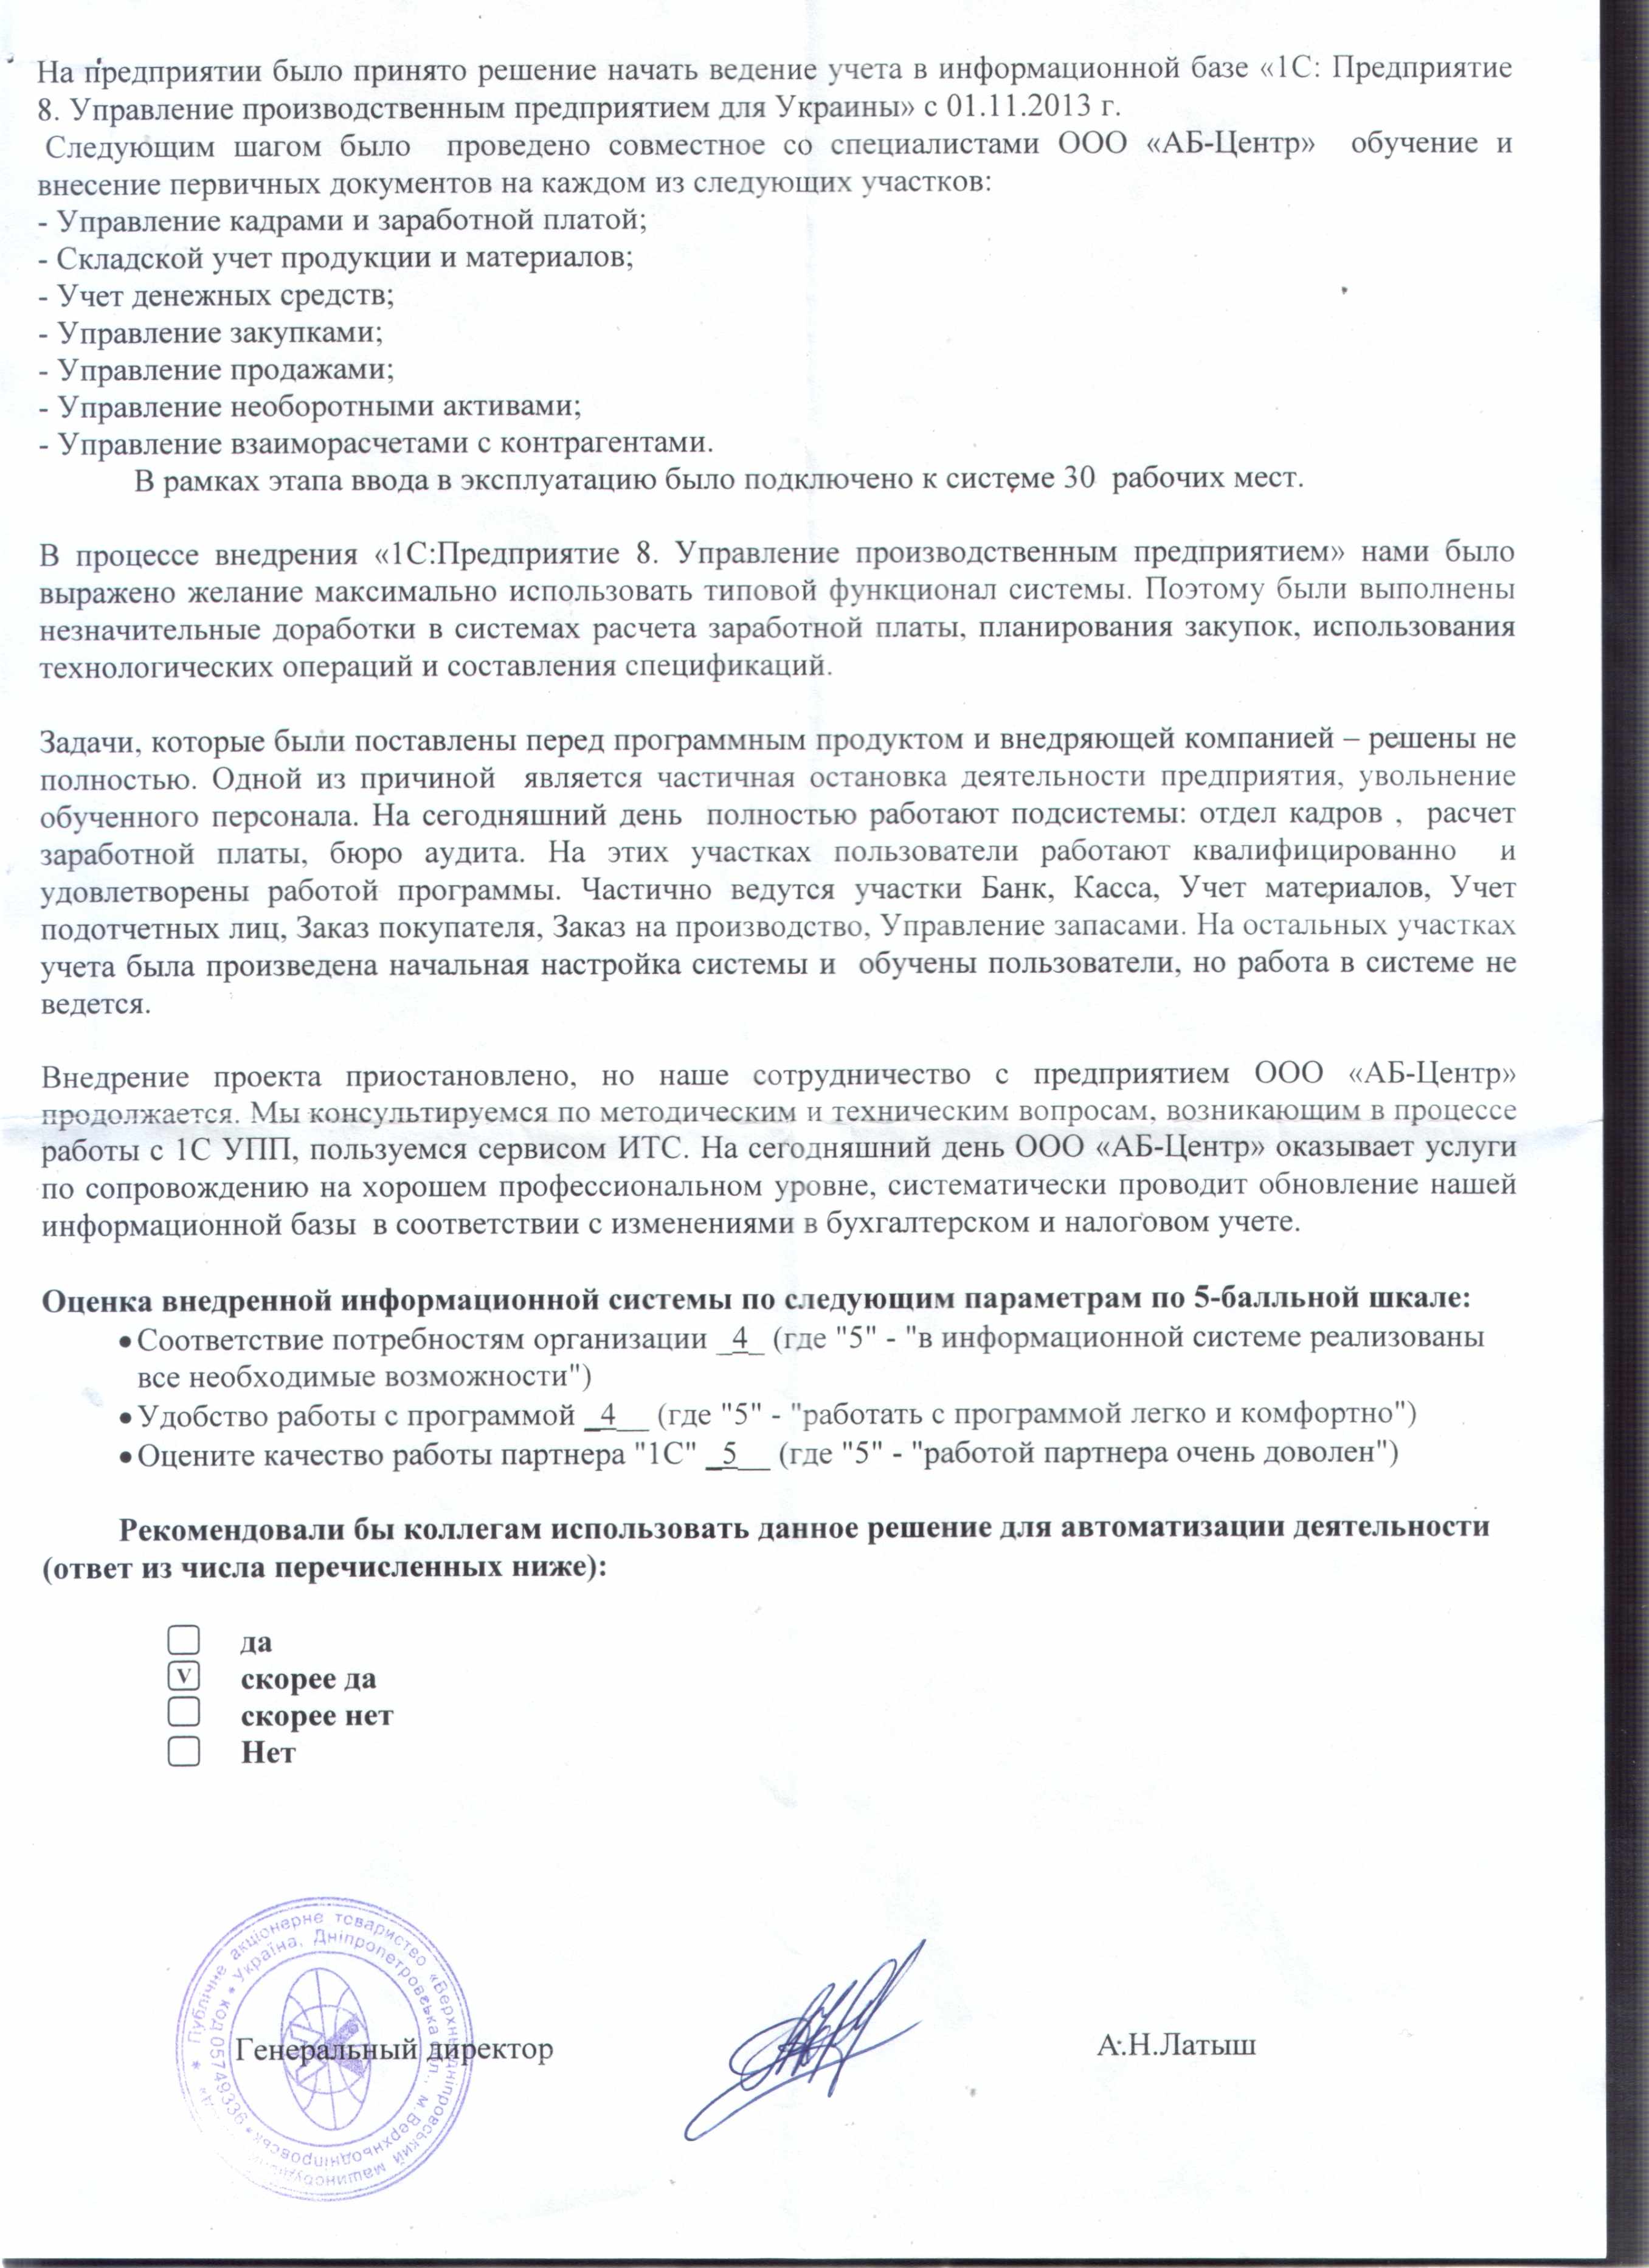 На предприятии было принято решение начать ведение учета в информационной базе «1С: Предприятие
8. Управление производственным предприятием для Украины» с 01.11.2013 г.
Следующим шагом было проведено совместное со специалистами ООО «АБ-Центр» обучение и
внесение первичных документов на каждом из следующих участков:
- Управление кадрами и заработной платой;
- Складской учет продукции и материалов;
- Учет денежных средств;
- Управление закупками;
- Управление продажами;
- Управление необоротными активами;
- Управление взаиморасчетами с контрагентами.
В рамках этапа ввода в эксплуатацию было подключено к системе 30 рабочих мест.
В процессе внедрения «1С:Предприятие 8. Управление производственным предприятием» нами было
выражено желание максимально использовать типовой функционал системы. Поэтому были выполнены
незначительные доработки в системах расчета заработной платы, планирования закупок, использования
технологических операций и составления спецификаций.
Задачи, которые были поставлены перед программным продуктом и внедряющей компанией – решены не
полностью. Одной из причиной является частичная остановка деятельности предприятия, увольнение
обученного персонала. На сегодняшний день полностью работают подсистемы: отдел кадров , расчет
заработной платы, бюро аудита. На этих участках пользователи работают квалифицированно и
удовлетворены работой программы. Частично ведутся участки Банк, Касса, Учет материалов, Учет
подотчетных лиц, Заказ покупателя, Заказ на производство, Управление запасами. На остальных участках
учета была произведена начальная настройка системы и обучены пользователи, но работа в системе не
ведется.
Внедрение проекта приостановлено, но наше сотрудничество с предприятием ООО «АБ-Центр»
продолжается. Мы консультируемся по методическим и техническим вопросам, возникающим в процессе
работы с 1С УПП, пользуемся сервисом ИТС. На сегодняшний день ООО «АБ-Центр» оказывает услуги
по сопровождению на хорошем профессиональном уровне, систематически проводит обновление нашей
информационной базы в соответствии с изменениями в бухгалтерском и налоговом учете.
Оценка внедренной информационной системы по следующим параметрам по 5-балльной шкале:
• Соответствие потребностям организации _4_ (где "5" - "в информационной системе реализованы
все необходимые возможности")
• Удобство работы с программой _4__ (где "5" - "работать с программой легко и комфортно")
• Оцените качество работы партнера "1С" _5__ (где "5" - "работой партнера очень доволен")
Рекомендовали бы коллегам использовать данное решение для автоматизации деятельности
(ответ из числа перечисленных ниже):
да
V скорее да
скорее нет
Нет
* Публічне акціонерне товариство «Верхньодніпровський
код 05749336 * Україна, Дніпропетровська обл., м.Верхньодніпровськ *
Генеральный директор
А.Н.Латыш